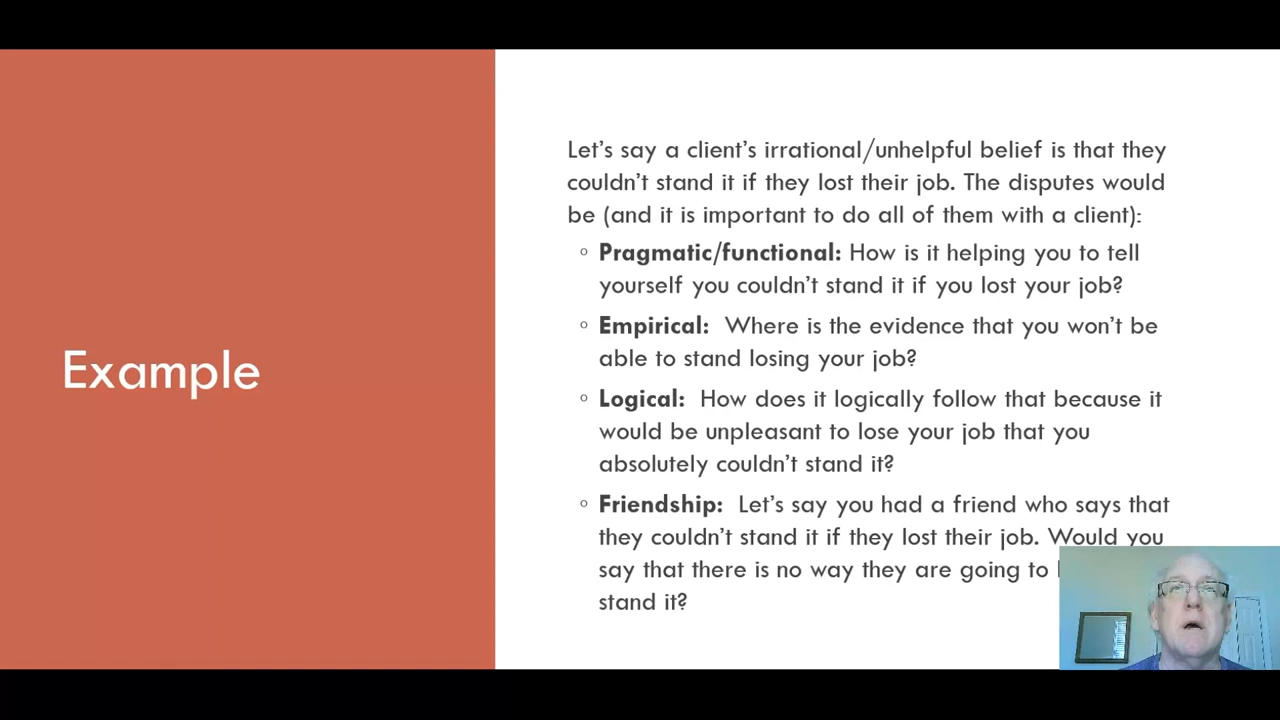 Example
Let’s say a client’s irrational/unhelpful belief is that they
couldn’t stand it if they lost their job. The disputes would
be (and it is important to do all of them with a client):
◦ Pragmatic/functional: How is it helping you to tell
yourself you couldn’t stand it if you lost your job?
◦ Empirical: Where is the evidence that you won’t be
able to stand losing your job?
◦ Logical: How does it logically follow that because it
would be unpleasant to lose your job that you
absolutely couldn’t stand it?
◦ Friendship: Let’s say you had a friend who says that
they couldn’t stand it if they lost their job. Would you
say that there is no way they are going to
stand it?